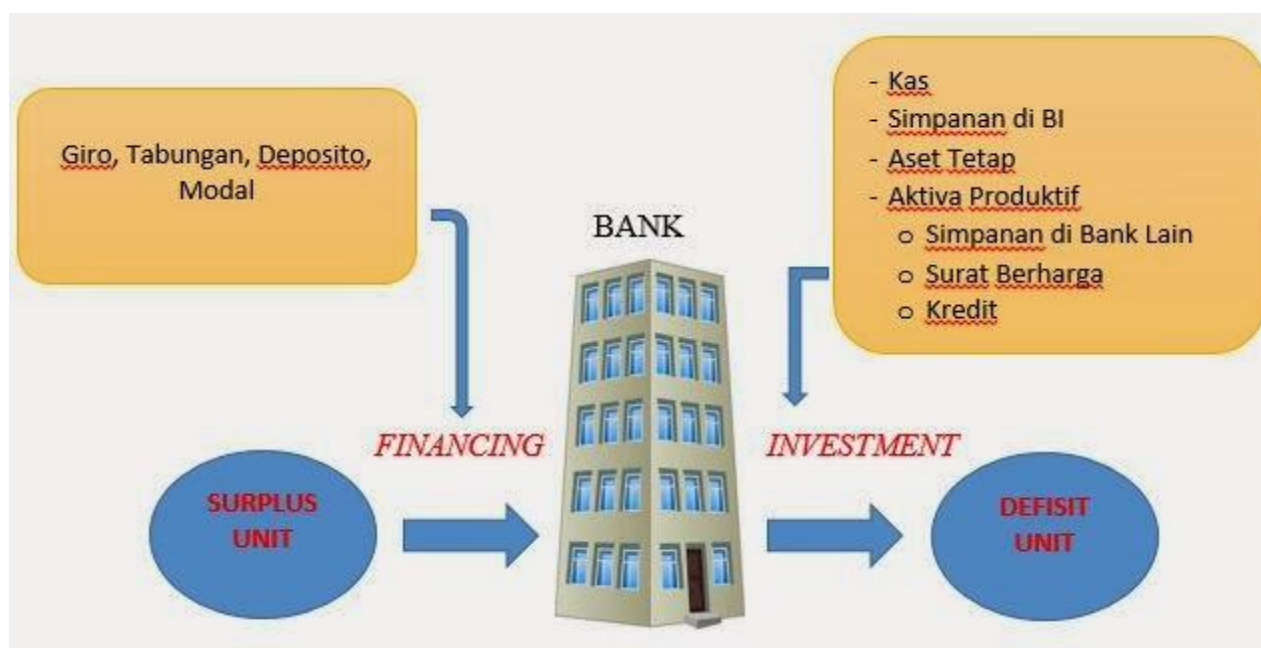 Giro, Tabungan, Deposito,
Modal
- Kas
- Simpanan di BI
- Aset Tetap
- Aktiva Produktif
o Simpanan di Bank Lain
o Surat Berharga
o Kredit
BANK
FINANCING
INVESTMENT
SURPLUS
UNIT
DEFISIT
UNIT